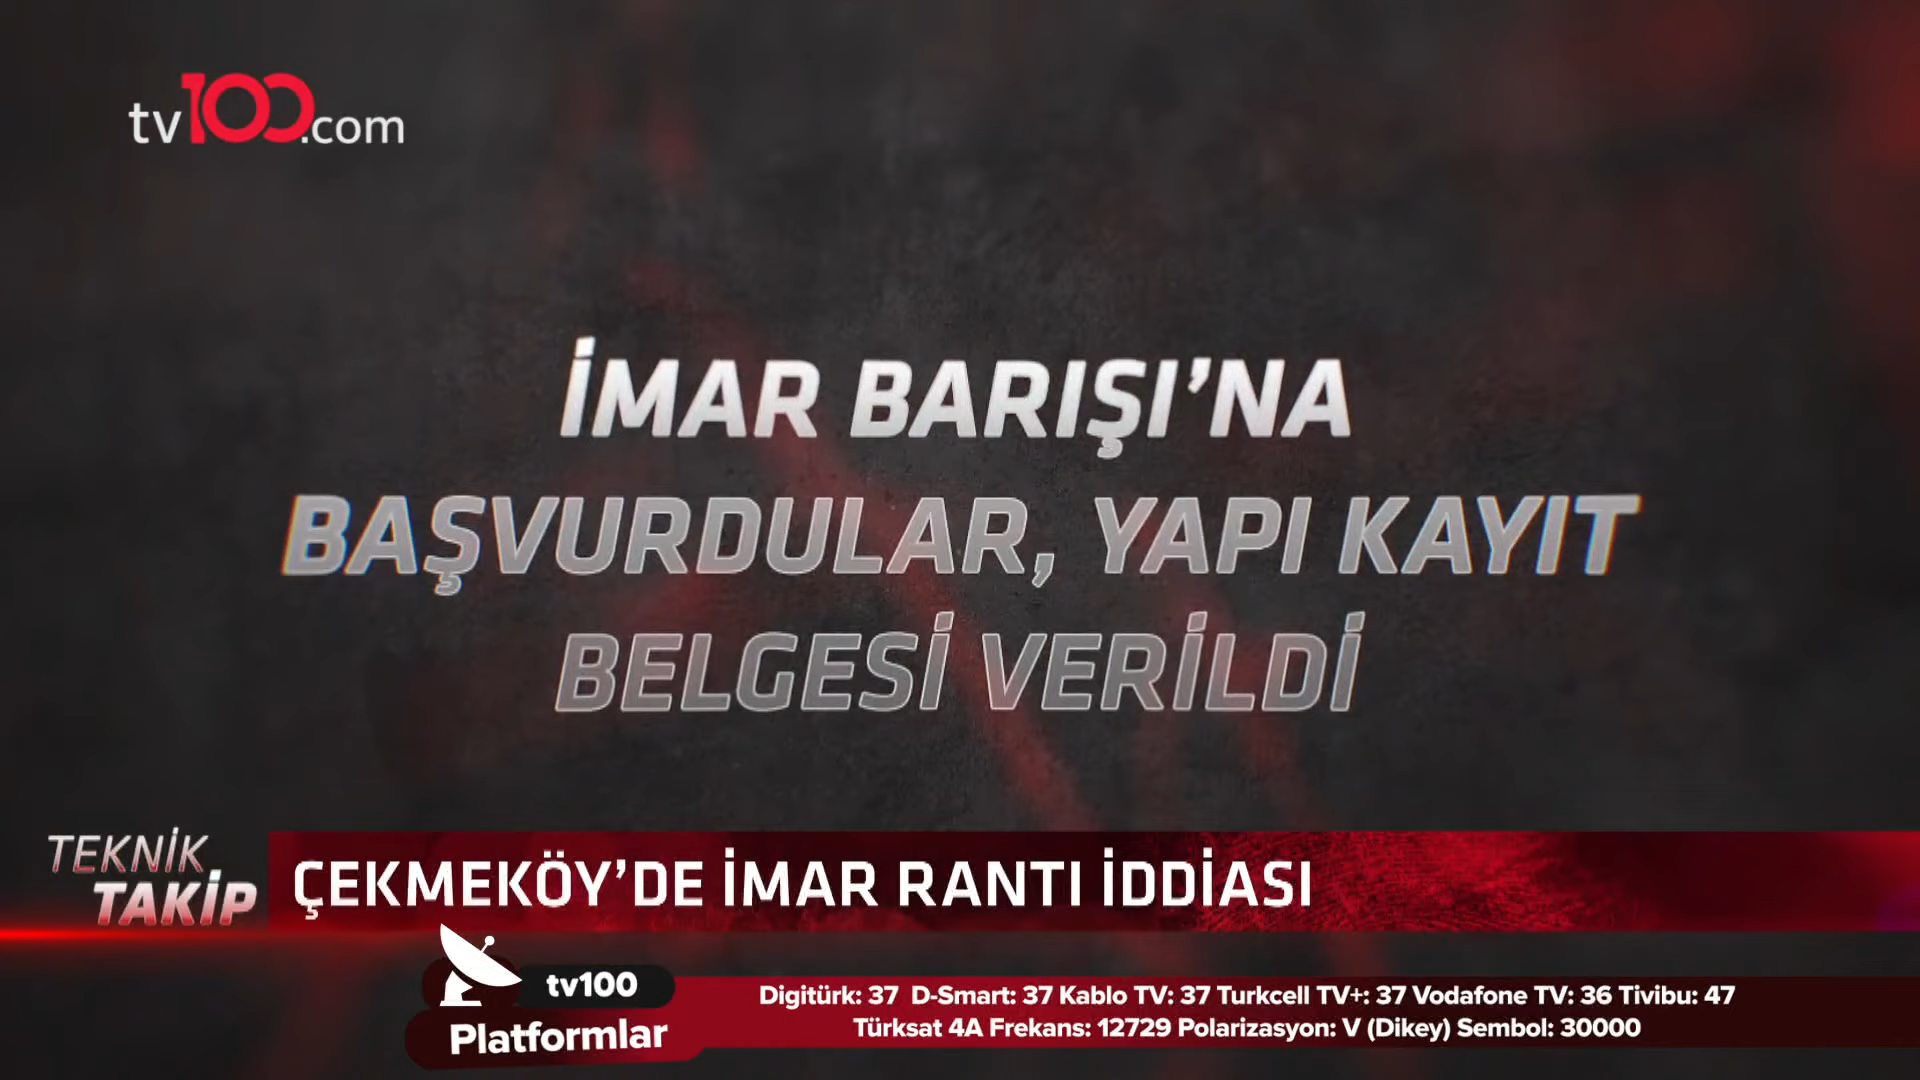 tv100.com
İMAR BARIŞI’NA
BAŞVURDULAR, YAPI KAYIT
BELGESİ VERİLDİ
TEKNİK
TAKİP
ÇEKMEKÖY’DE İMAR RANTI İDDİASI
tv100
Platformlar
Digitürk: 37 D-Smart: 37 Kablo TV: 37 Turkcell TV+: 37 Vodafone TV: 36 Tivibu: 47
Türksat 4A Frekans: 12729 Polarizasyon: V (Dikey) Sembol: 30000